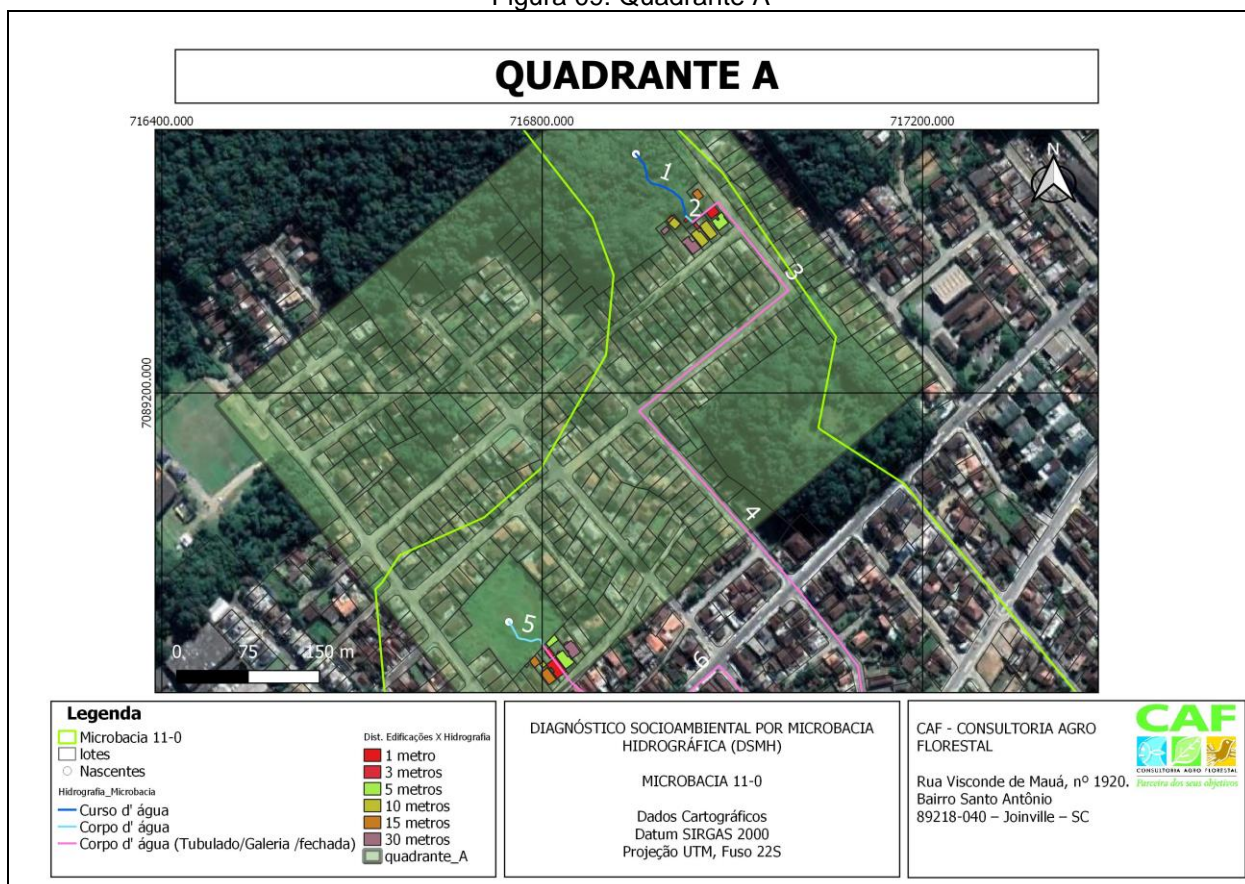 Figura 05: Quadrante A
QUADRANTE A
716400.000
716800.000
717200.000
7089200.000
N
1
2
3
4
5
6
0 75 150 m
Legenda
Microbacia 11-0
lotes
Nascentes
Hidrografia_Microbacia
Curso d' água
Corpo d' água
Corpo d' água (Tubulado/Galeria /fechada)
Dist. Edificações X Hidrografia
1 metro
3 metros
5 metros
10 metros
15 metros
30 metros
quadrante_A
DIAGNÓSTICO SOCIOAMBIENTAL POR MICROBACIA
HIDROGRÁFICA (DSMH)
MICROBACIA 11-0
Dados Cartográficos
Datum SIRGAS 2000
Projeção UTM, Fuso 22S
CAF - CONSULTORIA AGRO
FLORESTAL
Rua Visconde de Mauá, nº 1920.
Bairro Santo Antônio
89218-040 – Joinville – SC
CAF
CONSULTORIA AGRO FLORESTAL
Parceira dos seus objetivos